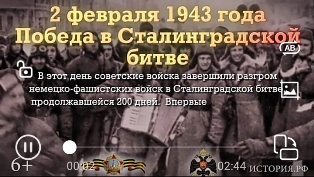 2 февраля 1943 года
Победа в Сталинградской
битве
В этот день советские войска завершили разгром
немецко-фашистских войск в Сталинградской битве
продолжавшейся 200 дней. Впервые
AB
6+
00:02
02:44
ИСТОРИЯ.РФ